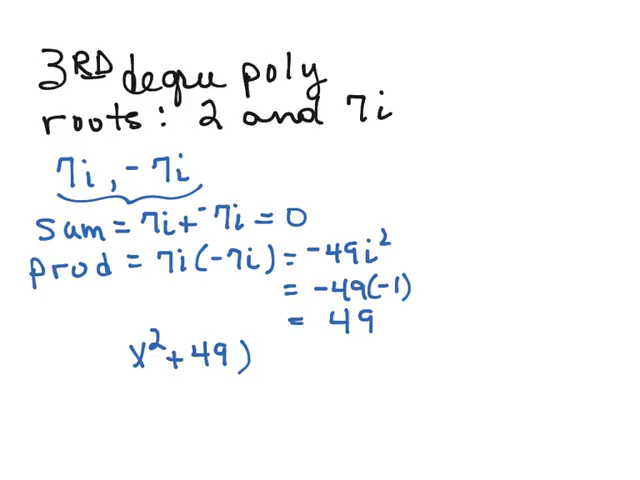 3RD degree poly
roots: 2 and 7i
7i, -7i
sum = 7i + -7i = 0
prod = 7i(-7i) = -49i²
= -49(-1)
= 49
x² + 49)